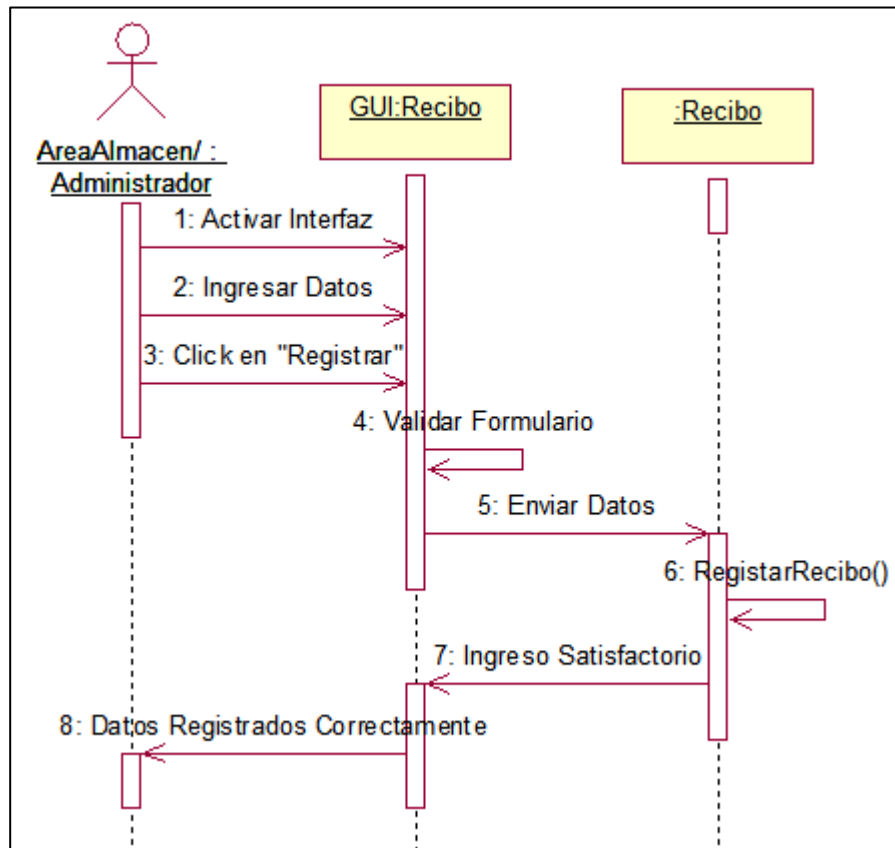 AreaAlmacen/ :
Administrador
GUI:Recibo
:Recibo
1: Activar Interfaz
2: Ingresar Datos
3: Click en "Registrar"
4: Validar Formulario
5: Enviar Datos
6: RegistarRecibo()
7: Ingreso Satisfactorio
8: Datos Registrados Correctamente